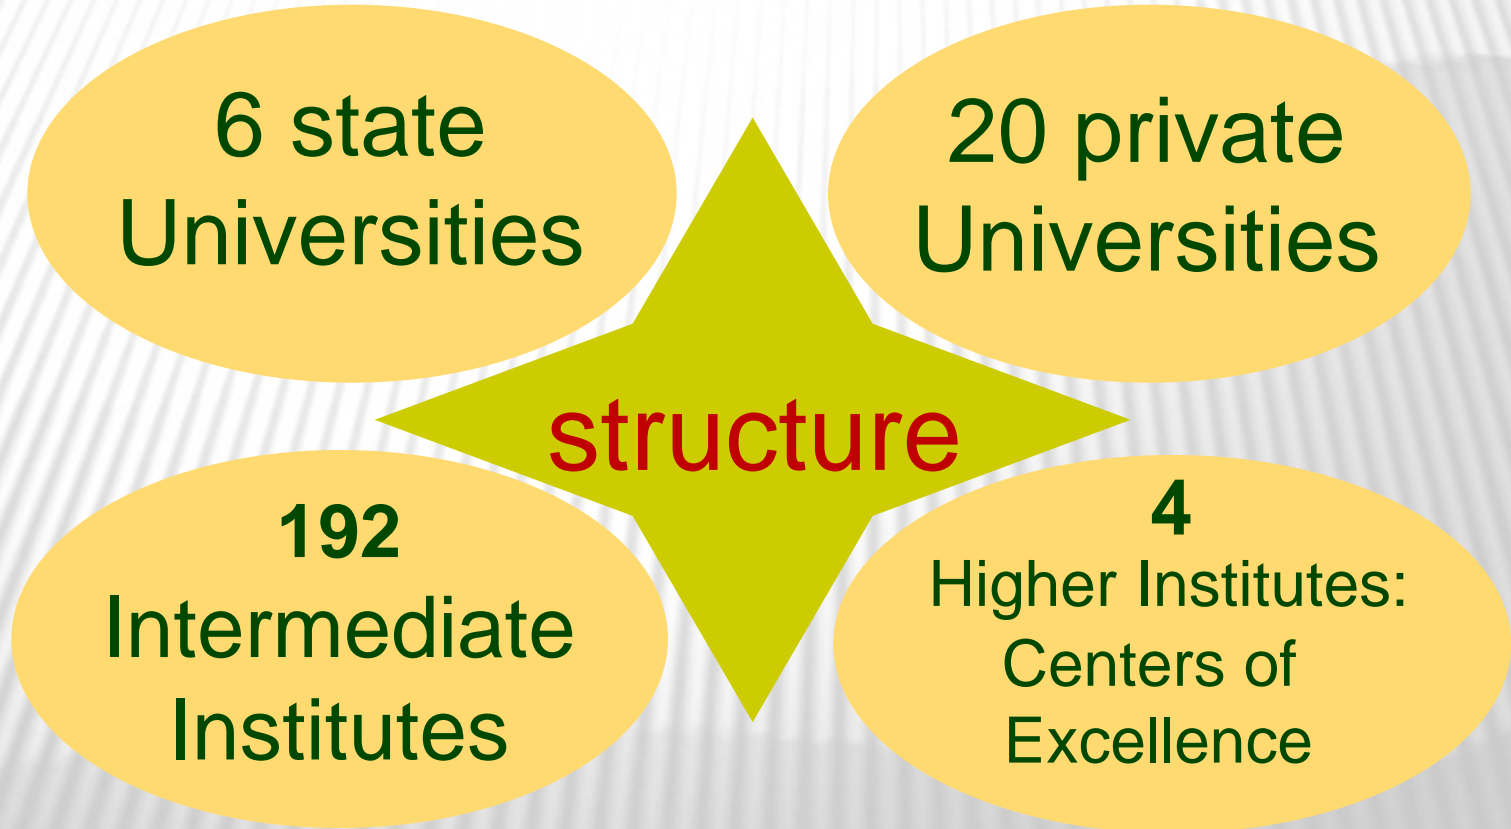 6 state
Universities
20 private
Universities
structure
192
Intermediate
Institutes
4
Higher Institutes:
Centers of
Excellence